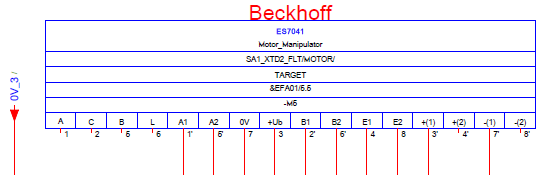 Beckhoff
ES7041
Motor_Manipulator
SA1_XTD2_FLT/MOTOR/
TARGET
&EFA01/5.5
-M5
0V_3 /
A C B L A1 A2 0V +Ub B1 B2 E1 E2 +(1) +(2) -(1) -(2)
1 2 5 6 1' 5' 7 3 2' 6' 4 8 3' 4' 7' 8'